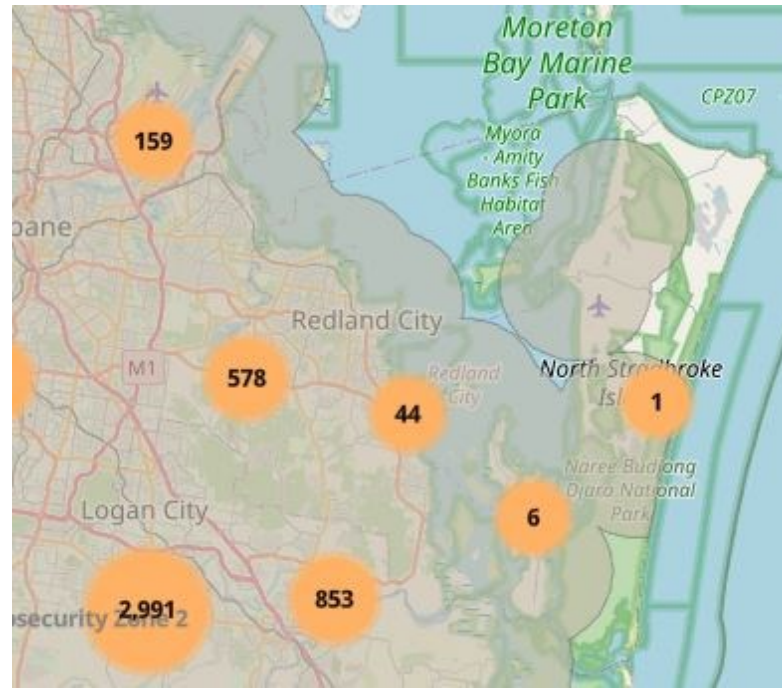 Moreton
Bay Marine
Park
CPZ07
159
Myora
- Amity
Banks Fish
Habitat
Area
bane
Redland City
M1
578
Redland
City
44
North Stradbroke
Isl
1
Naree Budjong
Djara National
Park
6
Logan City
2,991
853
osecurity Zone 2